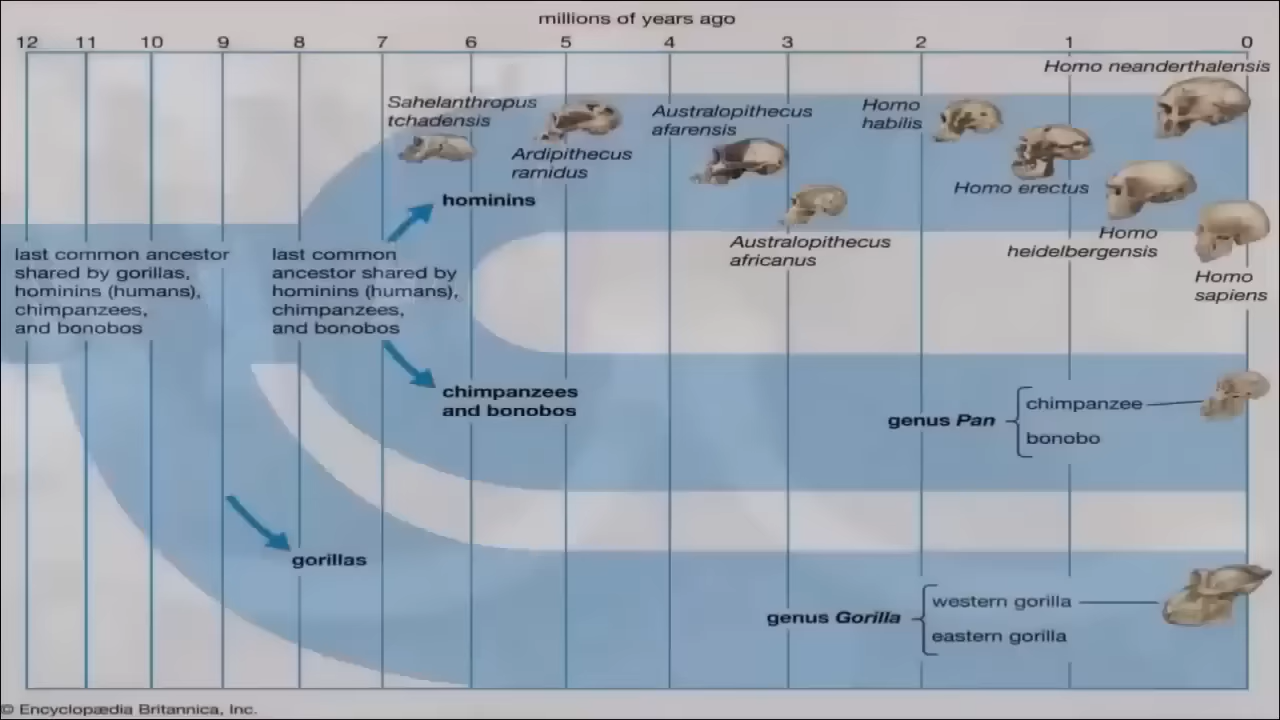 millions of years ago
12 11 10 9 8 7 6 5 4 3 2 1 0
Homo neanderthalensis
Sahelanthropus
tchadensis
Ardipithecus
ramidus
Australopithecus
afarensis
Homo
habilis
Homo erectus
hominins
Australopithecus
africanus
Homo
heidelbergensis
Homo
sapiens
last common ancestor
shared by gorillas,
hominins (humans),
chimpanzees,
and bonobos
last common
ancestor shared by
hominins (humans),
chimpanzees,
and bonobos
chimpanzees
and bonobos
genus Pan
chimpanzee
bonobo
gorillas
genus Gorilla
western gorilla
eastern gorilla
© Encyclopædia Britannica, Inc.